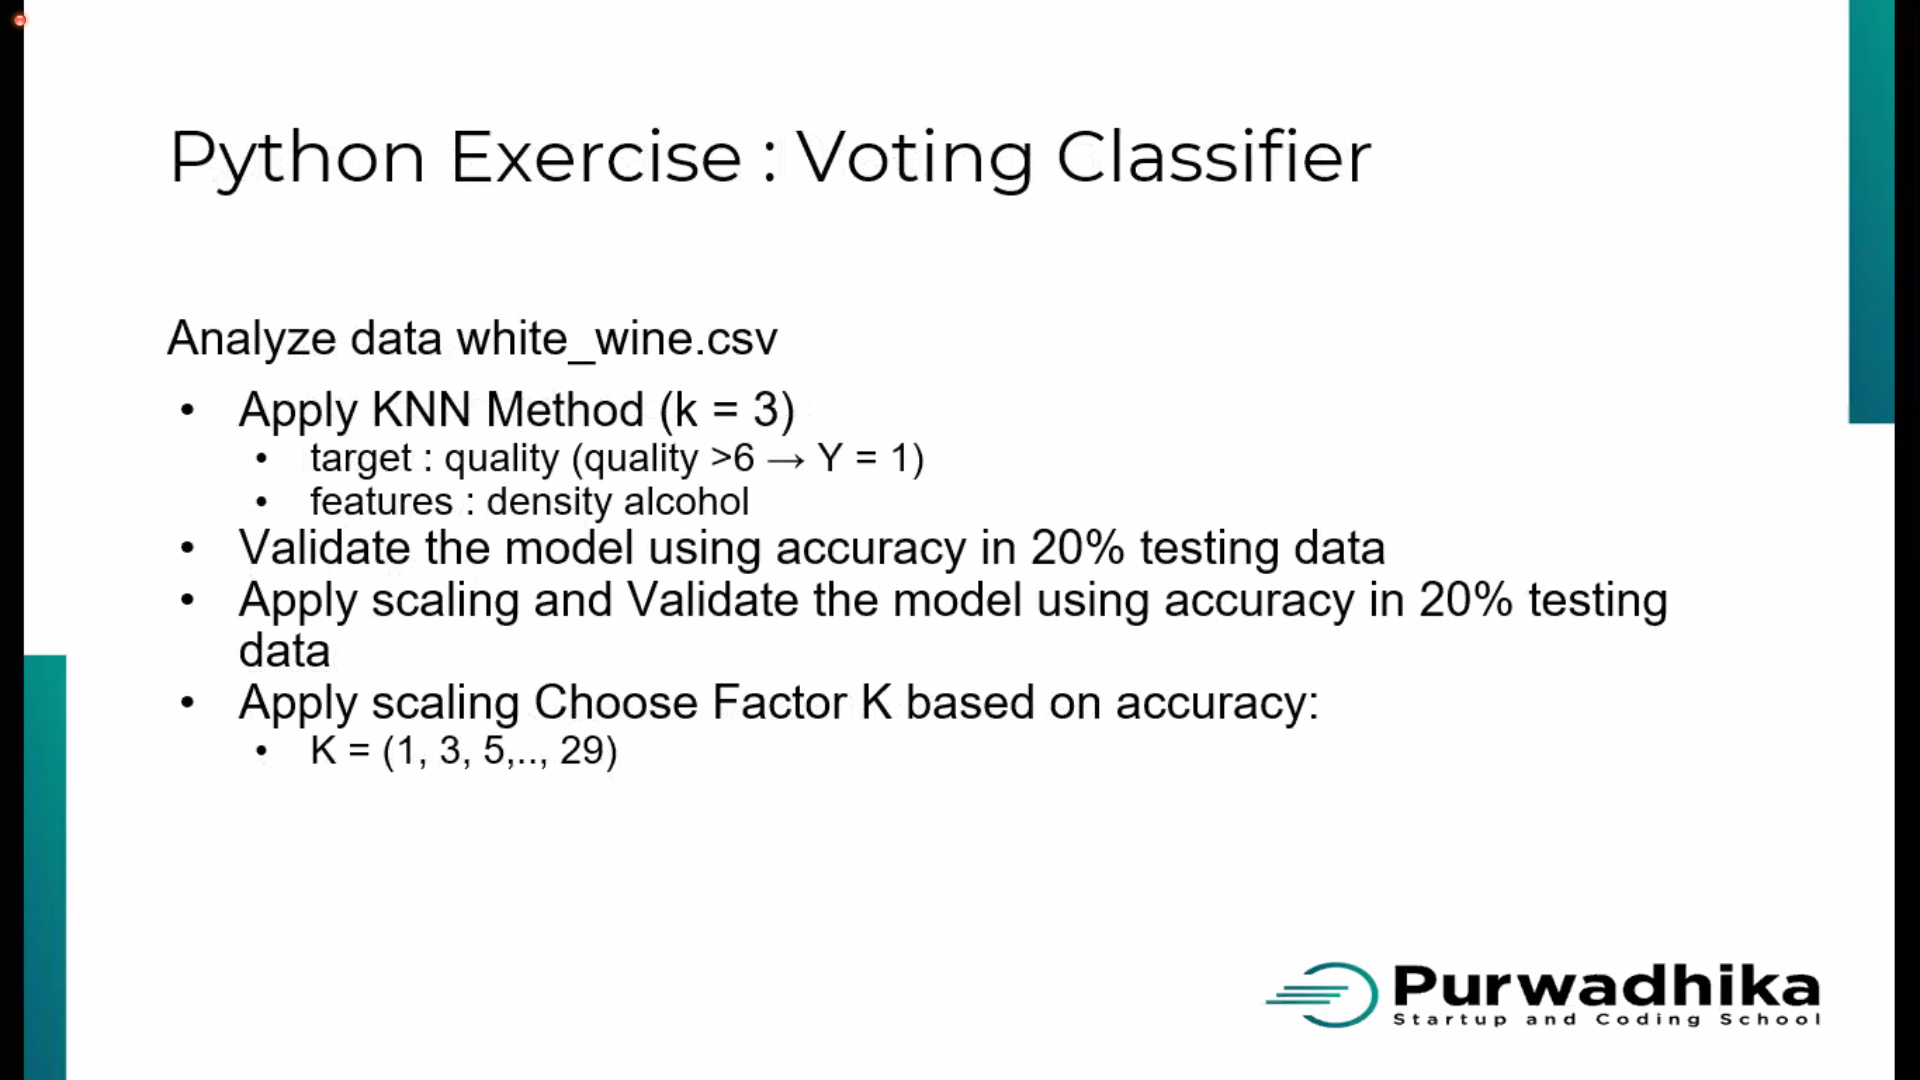 Python Exercise : Voting Classifier
Analyze data white_wine.csv
• Apply KNN Method (k = 3)
• target : quality (quality >6 → Y = 1)
• features : density alcohol
• Validate the model using accuracy in 20% testing data
• Apply scaling and Validate the model using accuracy in 20% testing
data
• Apply scaling Choose Factor K based on accuracy:
• K = (1, 3, 5,.., 29)
Purwadhika
Startup and Coding School